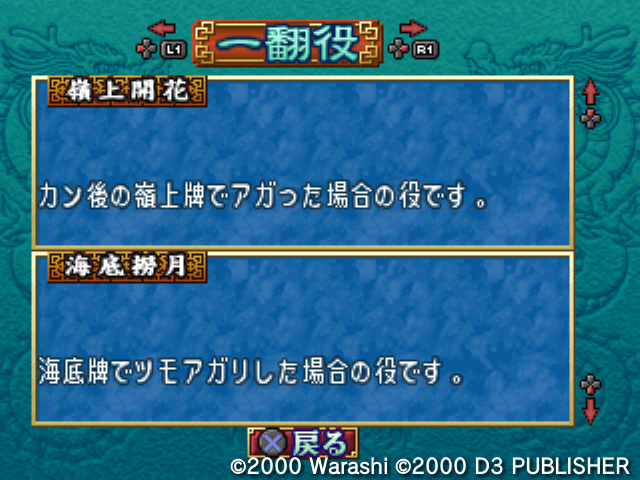 L1 一翻役 R1
嶺上開花
カン後の嶺上牌でアガった場合の役です。
海底撈月
海底牌でツモアガリした場合の役です。
戻る
©2000 Warashi ©2000 D3 PUBLISHER